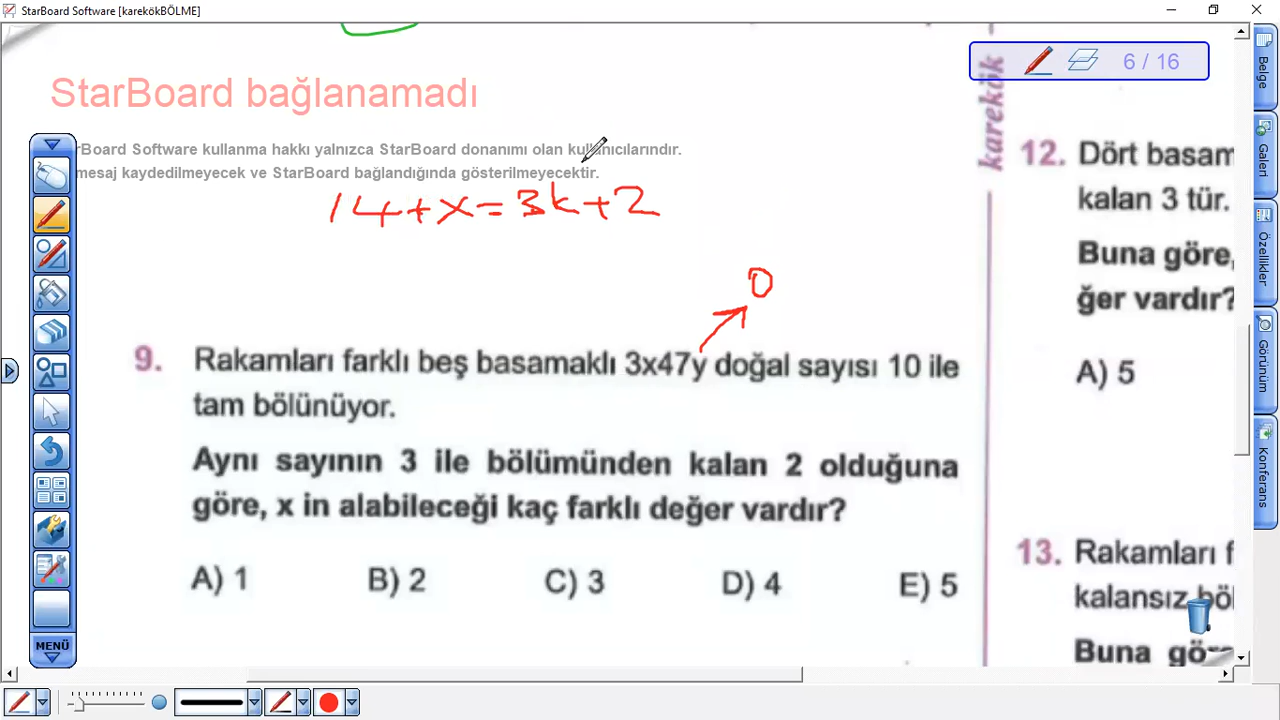 StarBoard Software [karekökBÖLME]
6 / 16
StarBoard bağlanamadı
rBoard Software kullanma hakkı yalnızca StarBoard donanımı olan kullanıcılarındır.
mesaj kaydedilmeyecek ve StarBoard bağlandığında gösterilmeyecektir.
14+x=3k+2
0
9. Rakamları farklı beş basamaklı 3x47y doğal sayısı 10 ile
tam bölünüyor.
Aynı sayının 3 ile bölümünden kalan 2 olduğuna
göre, x in alabileceği kaç farklı değer vardır?
A) 1 B) 2 C) 3 D) 4 E) 5
karekök
12. Dört basam
kalan 3 tür.
Buna göre,
ğer vardır?
A) 5
13. Rakamları f
kalansız böl
Buna göre
MENÜ
Belge
Galeri
Özellikler
Görünüm
Konferans